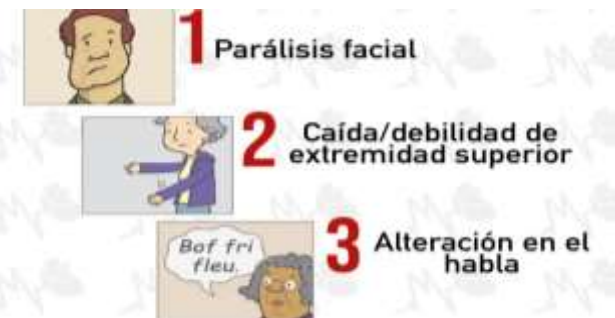 1 Parálisis facial
2 Caída/debilidad de
extremidad superior
Bof fri
fleu.
3 Alteración en el
habla